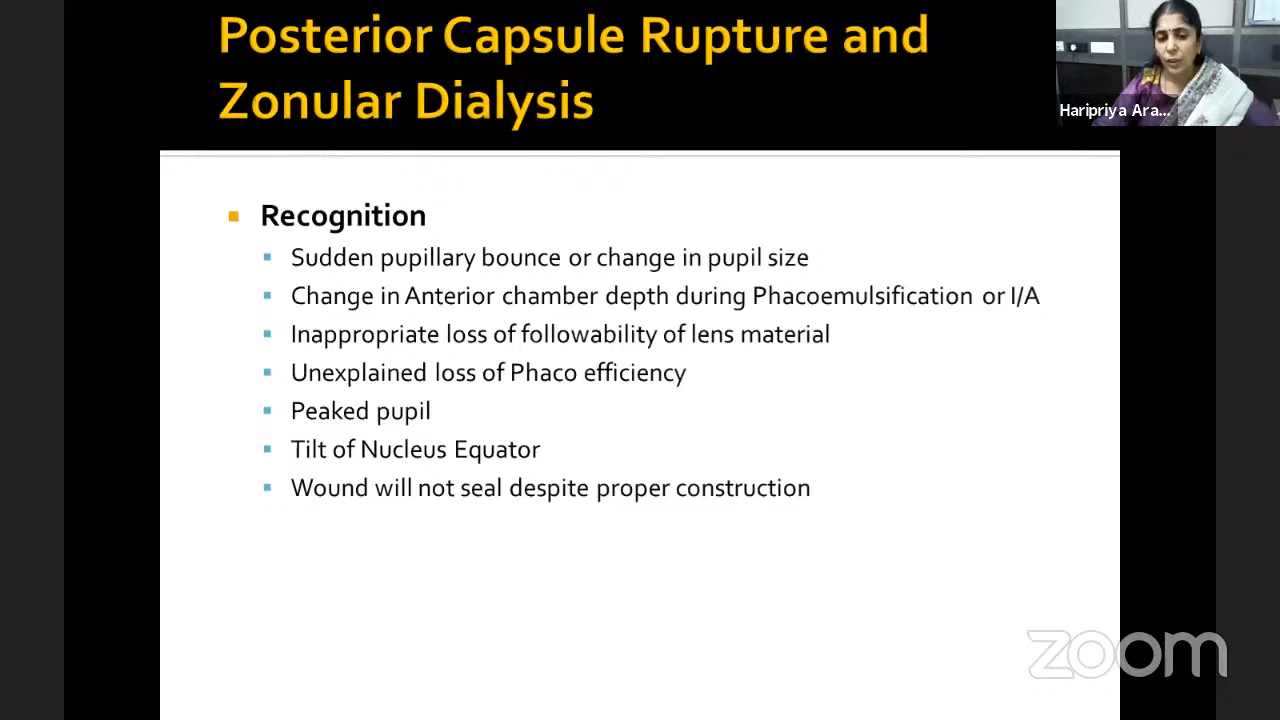 Posterior Capsule Rupture and
Zonular Dialysis
Haripriya Ara...
Recognition
Sudden pupillary bounce or change in pupil size
Change in Anterior chamber depth during Phacoemulsification or I/A
Inappropriate loss of followability of lens material
Unexplained loss of Phaco efficiency
Peaked pupil
Tilt of Nucleus Equator
Wound will not seal despite proper construction
zoom